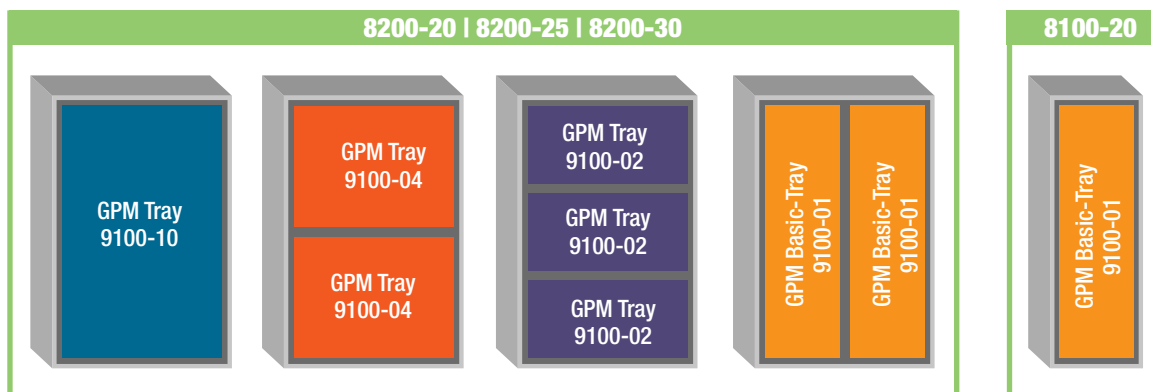 8200-20 | 8200-25 | 8200-30
GPM Tray
9100-10
GPM Tray
9100-04
GPM Tray
9100-04
GPM Tray
9100-02
GPM Tray
9100-02
GPM Tray
9100-02
GPM Basic-Tray
9100-01
GPM Basic-Tray
9100-01
8100-20
GPM Basic-Tray
9100-01